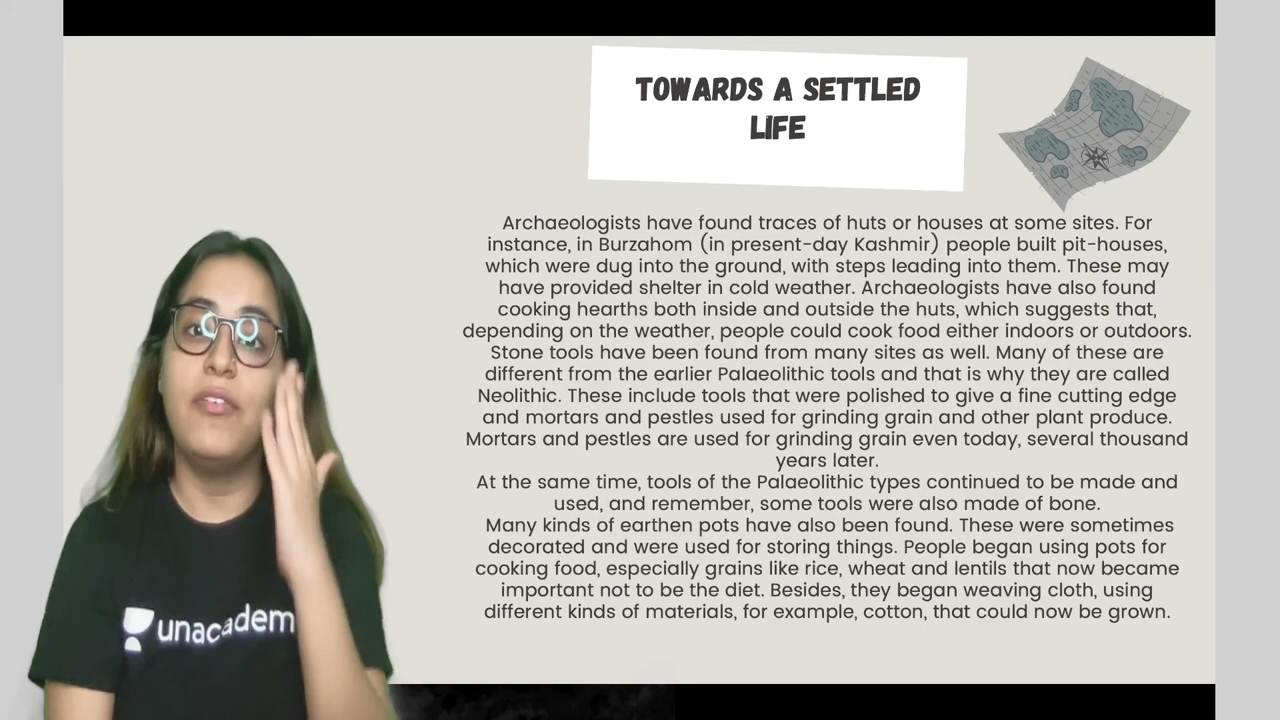 TOWARDS A SETTLED
LIFE
Archaeologists have found traces of huts or houses at some sites. For
instance, in Burzahom (in present-day Kashmir) people built pit-houses,
which were dug into the ground, with steps leading into them. These may
have provided shelter in cold weather. Archaeologists have also found
cooking hearths both inside and outside the huts, which suggests that,
depending on the weather, people could cook food either indoors or outdoors.
Stone tools have been found from many sites as well. Many of these are
different from the earlier Palaeolithic tools and that is why they are called
Neolithic. These include tools that were polished to give a fine cutting edge
and mortars and pestles used for grinding grain and other plant produce.
Mortars and pestles are used for grinding grain even today, several thousand
years later.
At the same time, tools of the Palaeolithic types continued to be made and
used, and remember, some tools were also made of bone.
Many kinds of earthen pots have also been found. These were sometimes
decorated and were used for storing things. People began using pots for
cooking food, especially grains like rice, wheat and lentils that now became
important not to be the diet. Besides, they began weaving cloth, using
different kinds of materials, for example, cotton, that could now be grown.
unacadem